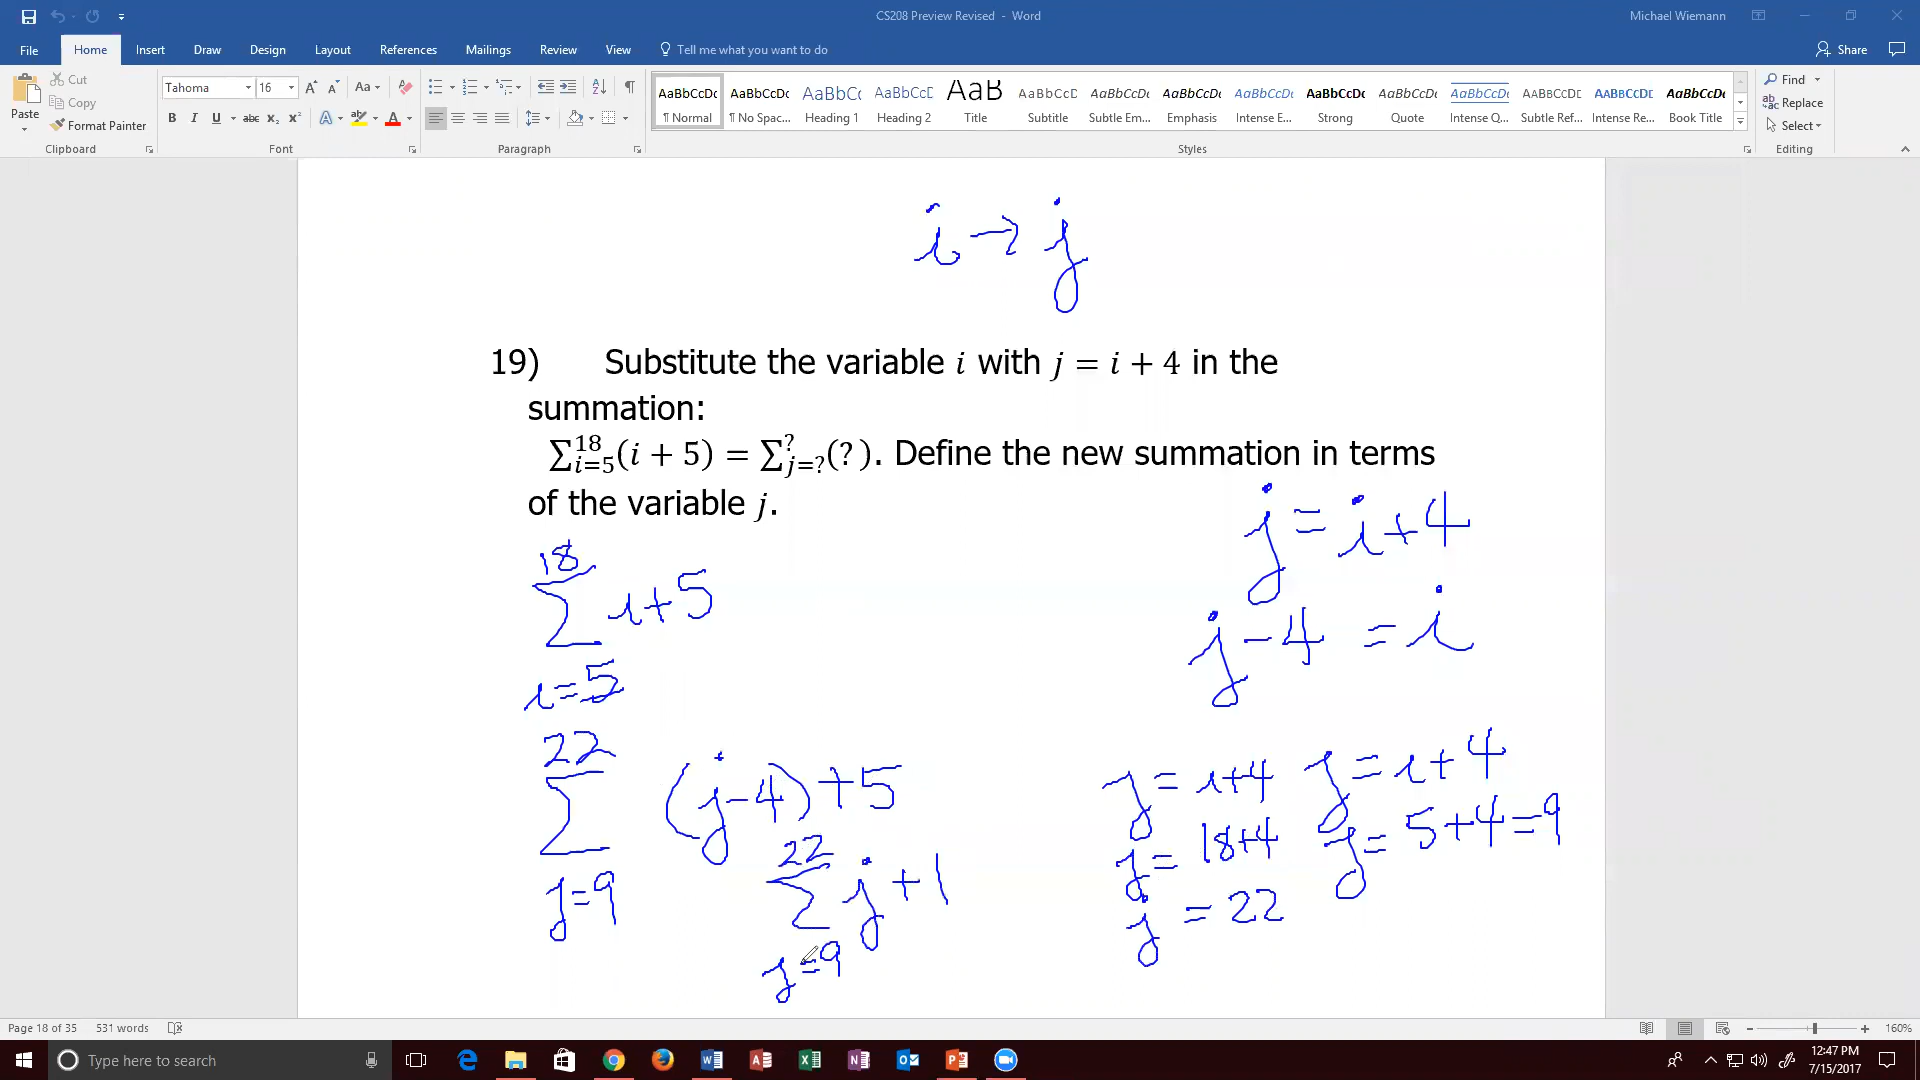 CS208 Preview Revised - Word
Michael Wiemann
File Home Insert Draw Design Layout References Mailings Review View Tell me what you want to do Share
Paste Cut Copy Format Painter
Tahoma 16
AaBbCcDc AaBbCcDc AaBbCc AaBbCcD AaB AaBbCcD AaBbCcDc AaBbCcDc AaBbCcDc AaBbCcDc AaBbCcDc AaBbCcDc AABBCCDD AABBCCDD AaBbCcDc
¶ Normal ¶ No Spac... Heading 1 Heading 2 Title Subtitle Subtle Em... Emphasis Intense E... Strong Quote Intense Q... Subtle Ref... Intense Re... Book Title
Find Replace Select
Clipboard Font Paragraph Styles Editing
i → j
19) Substitute the variable i with j = i + 4 in the
summation:
∑_{i=5}^{18}(i + 5) = ∑_{j=?}^{?}(? ). Define the new summation in terms
of the variable j.
j = i + 4
18
∑ i + 5
i = 5
j - 4 = i
22
∑ (j - 4) + 5
j = 9
22
∑ j + 1
j = 9
j = i + 4
j = 18 + 4
j = 22
j = i + 4
j = 5 + 4 = 9
Page 18 of 35 531 words 160%
Type here to search
12:47 PM
7/15/2017